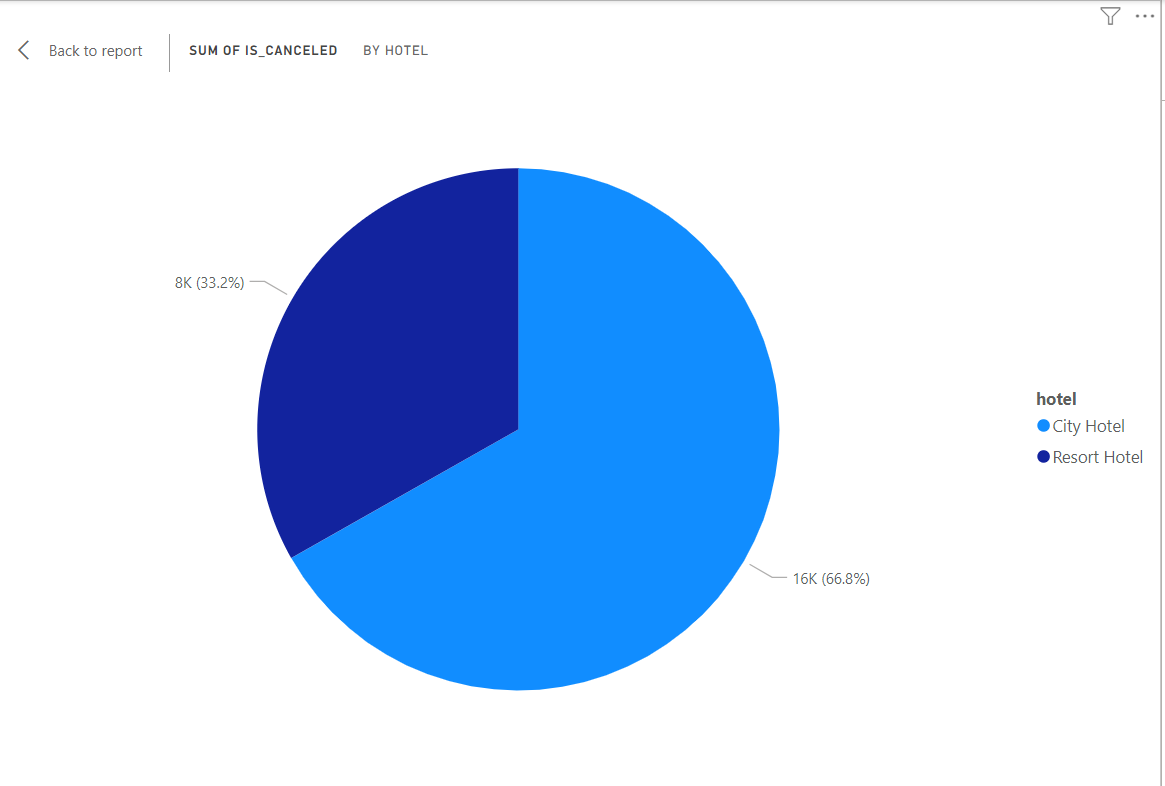 Back to report
SUM OF IS_CANCELED BY HOTEL
8K (33.2%)
hotel
City Hotel
Resort Hotel
16K (66.8%)